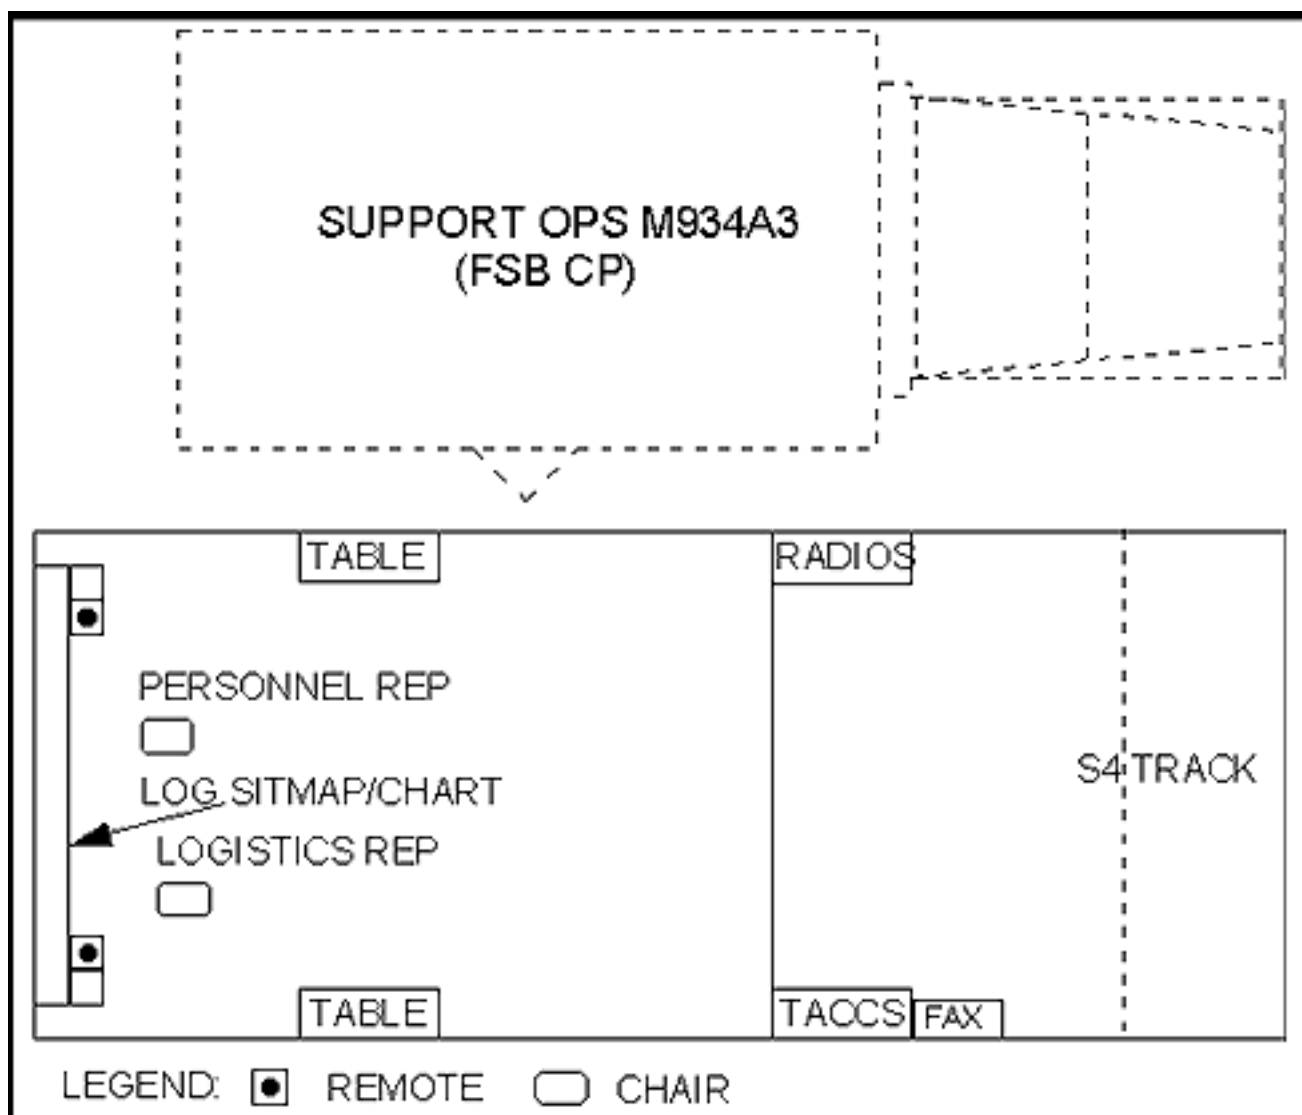 SUPPORT OPS M934A3
(FSB CP)
TABLE
RADIOS
PERSONNEL REP
LOG SITMAP/CHART
S4 TRACK
LOGISTICS REP
TABLE
TACCS
FAX
LEGEND: REMOTE CHAIR